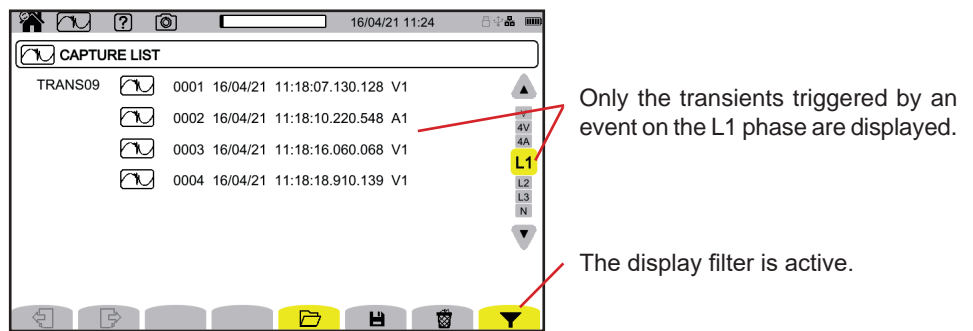 ? 16/04/21 11:24
CAPTURE LIST
TRANS09 0001 16/04/21 11:18:07.130.128 V1
0002 16/04/21 11:18:10.220.548 A1
0003 16/04/21 11:18:16.060.068 V1
0004 16/04/21 11:18:18.910.139 V1
4V
4A
L1
L2
L3
N
Only the transients triggered by an
event on the L1 phase are displayed.
The display filter is active.